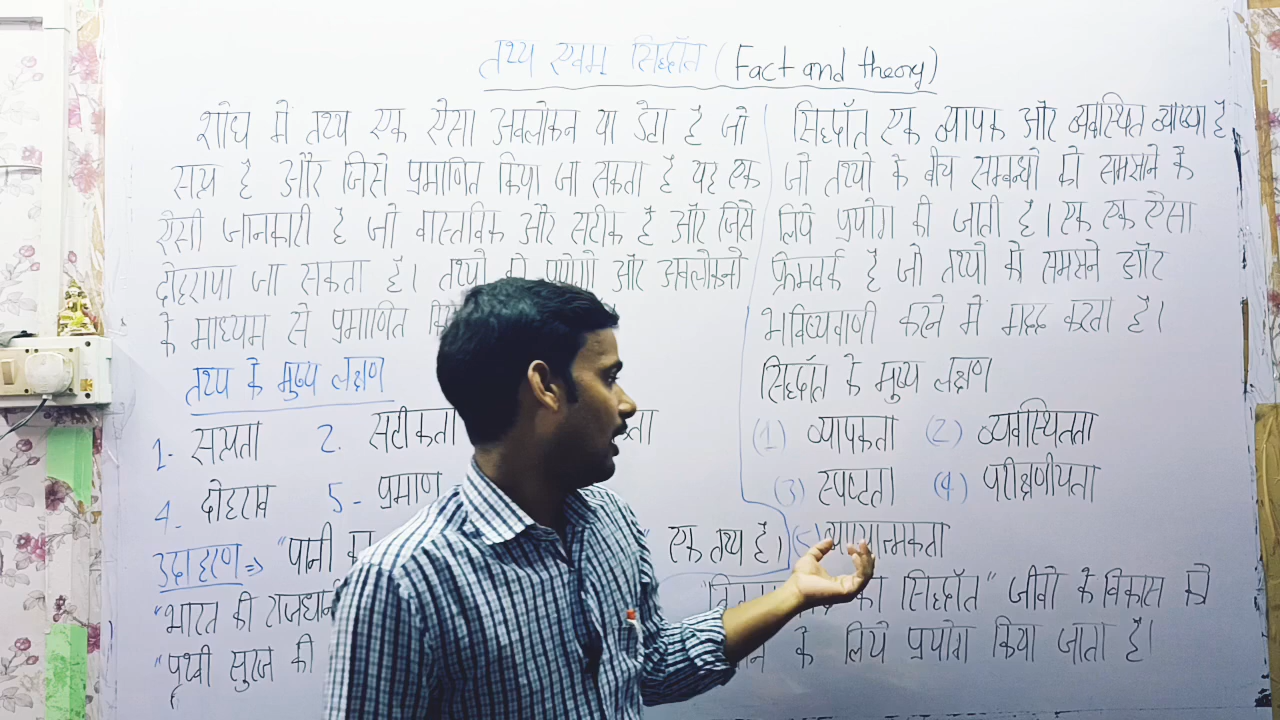 तथ्य एवम सिद्धाँत (Fact and theory)
शोध में तथ्य एक ऐसा अवलोकन या डेटा है जो
सत्य है और जिसे प्रमाणित किया जा सकता है यह एक
ऐसी जानकारी है जो वास्तविक और सटीक है और जिसे
दोहराया जा सकता है। तथ्यो को प्रयोगो और अवलोकनो
के माध्यम से प्रमाणित
तथ्य के मुख्य लक्षण
1- सत्यता 2. सटीकता
4- दोहराव 5- प्रमाण
उदाहरण => "पानी का एक तथ्य है।
"भारत की राजधानी
"पृथ्वी सुरज की
सिद्धाँत एक व्यापक और व्यवस्थित व्याख्या है
जो तथ्यो के बीच सम्बन्धो को समझने के
लिये प्रयोग की जाती है। एक एक ऐसा
फ्रेमवर्क है जो तथ्यो को समझने और
भविष्यवाणी करने में मदद करता है।
सिद्धाँत के मुख्य लक्षण
(1) व्यापकता (2) व्यवस्थितता
(3) स्पष्टता (4) परीक्षणीयता
(5) व्याख्यात्मकता
का सिद्धाँत" जीवो के विकास को
के लिये प्रयोग किया जाता है।